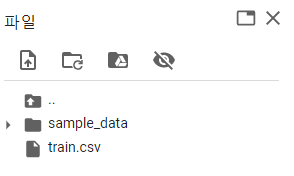 파일
..
sample_data
train.csv